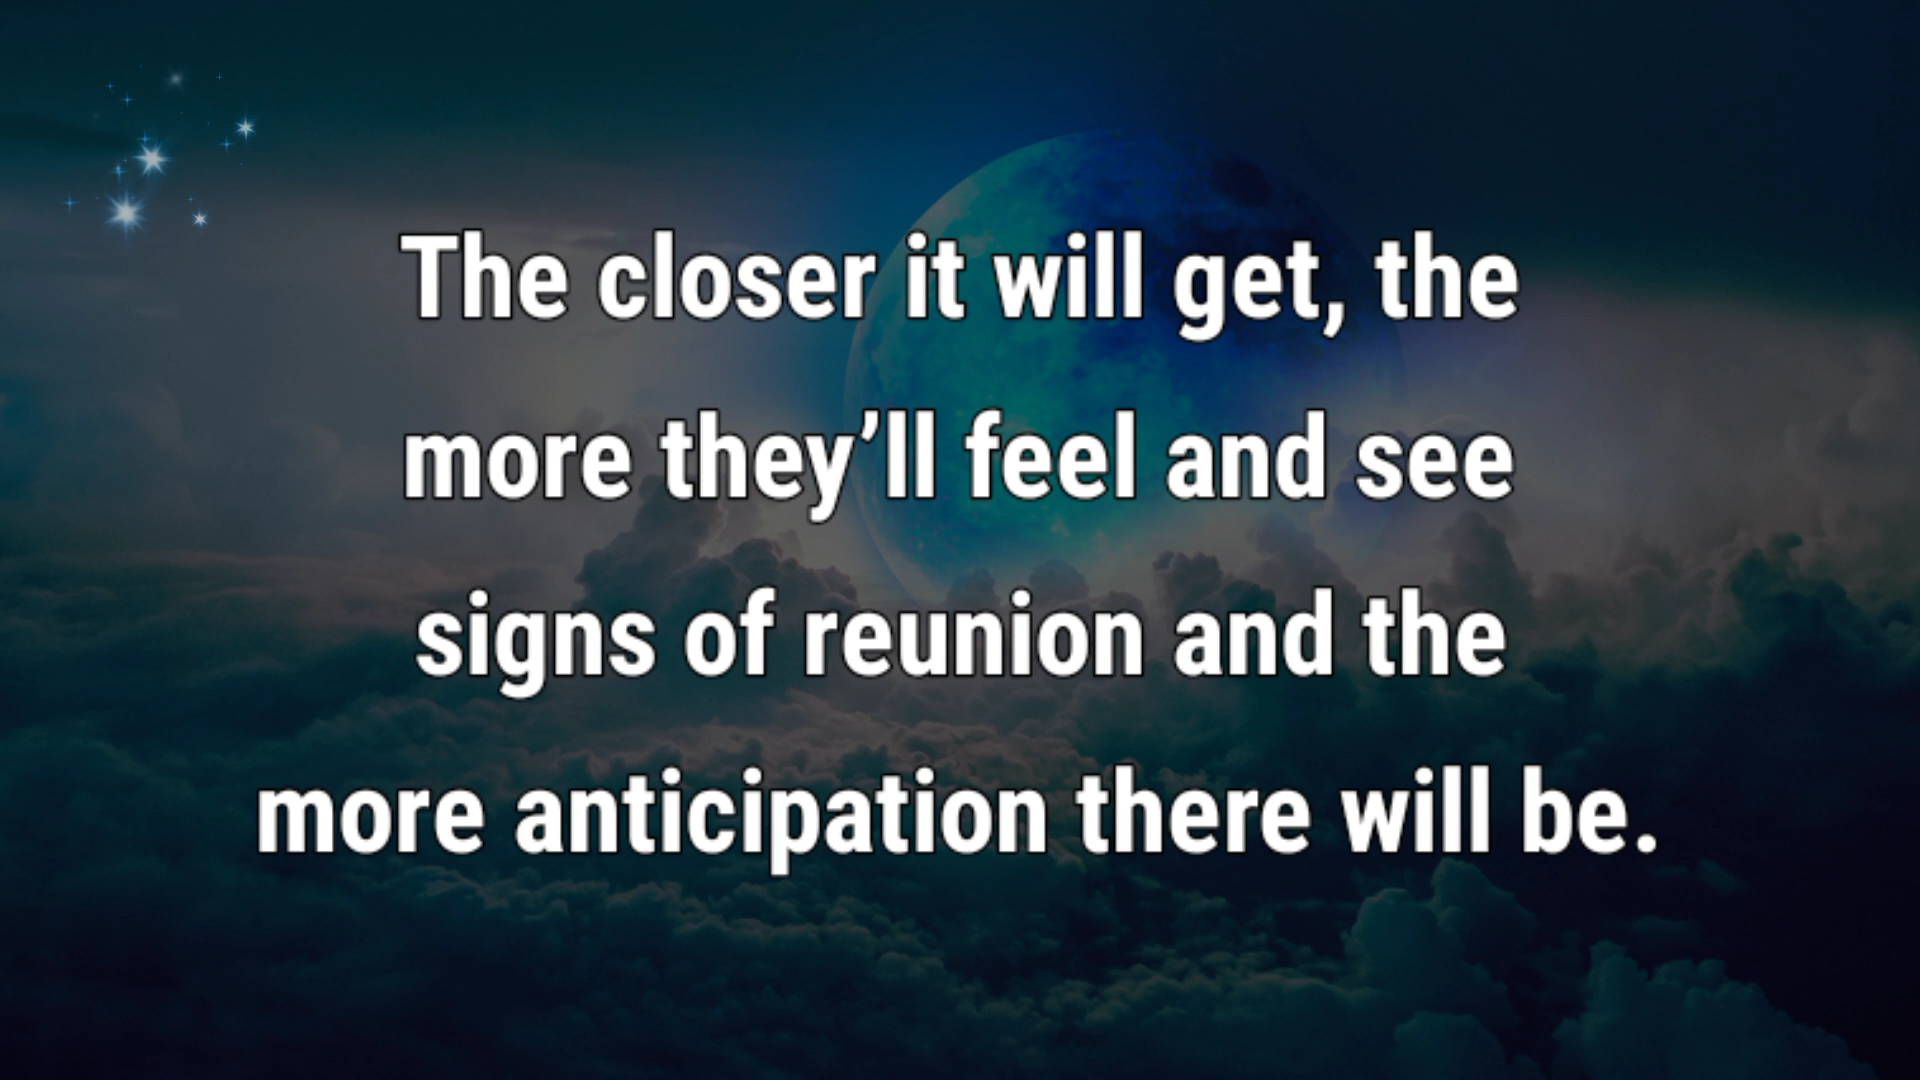 The closer it will get, the
more they’ll feel and see
signs of reunion and the
more anticipation there will be.